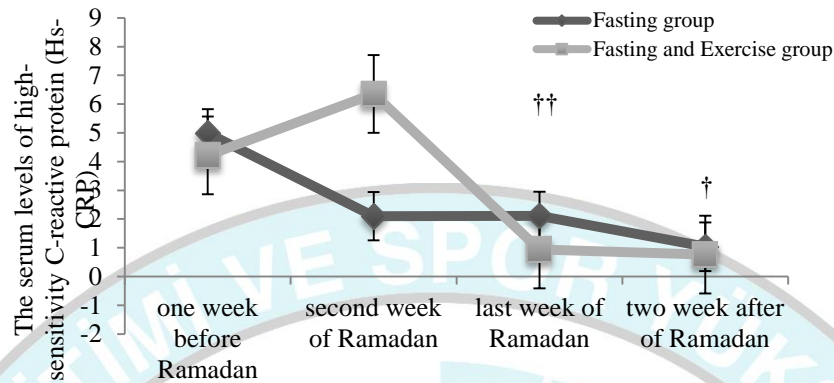 The serum levels of high-
sensitivity C-reactive protein (Hs-
CRP)
9
8
7
6
5
4
3
2
1
0
-1
-2
Fasting group
Fasting and Exercise group
††
†
one week
before
Ramadan
second week
of Ramadan
last week of
Ramadan
two week after
of Ramadan
VE SPOR